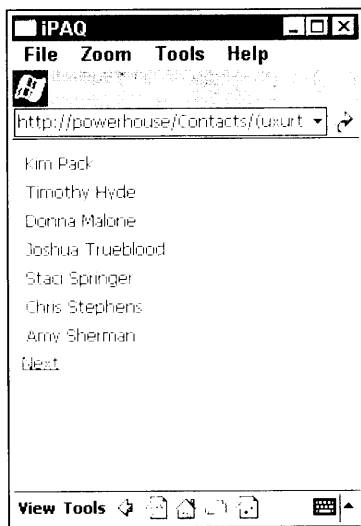 iPAQ
File Zoom Tools Help
http://powerhouse/Contacts/(uxurt
Kim Pack
Timothy Hyde
Donna Malone
Joshua Trueblood
Staci Springer
Chris Stephens
Amy Sherman
Next
View Tools